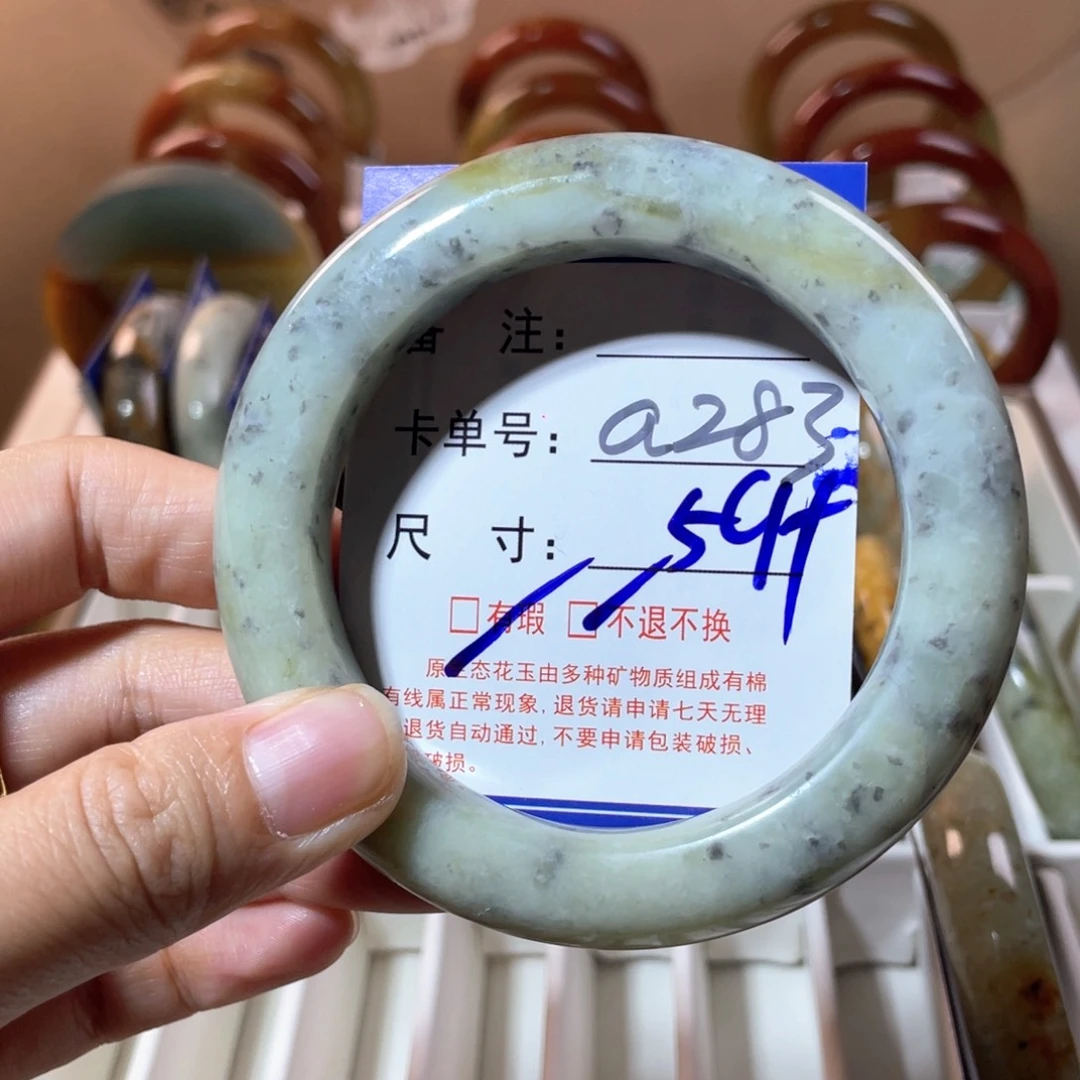 备 注：
卡单号：a283
尺 寸：59
□有瑕 □不退不换
原生态花玉由多种矿物质组成有棉
有线属正常现象，退货请申请七天无理
退货自动通过，不要申请包装破损、
破损。